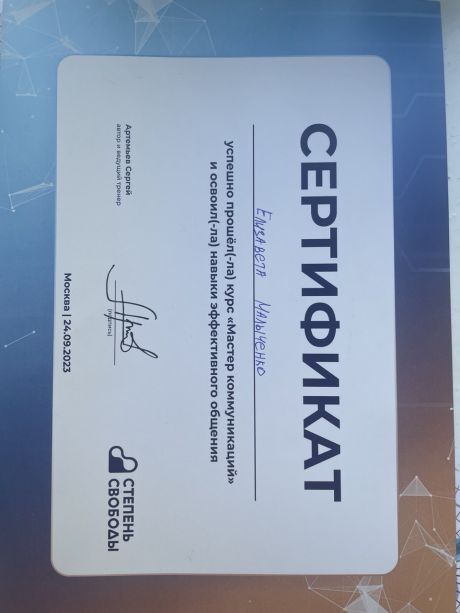 СЕРТИФИКАТ
Елизавета Малыченко
успешно прошёл(-ла) курс «Мастер коммуникаций»
и освоил(-ла) навыки эффективного общения
Артемьев Сергей
автор и ведущий тренер
(подпись)
СТЕПЕНЬ
СВОБОДЫ
Москва | 24.09.2023